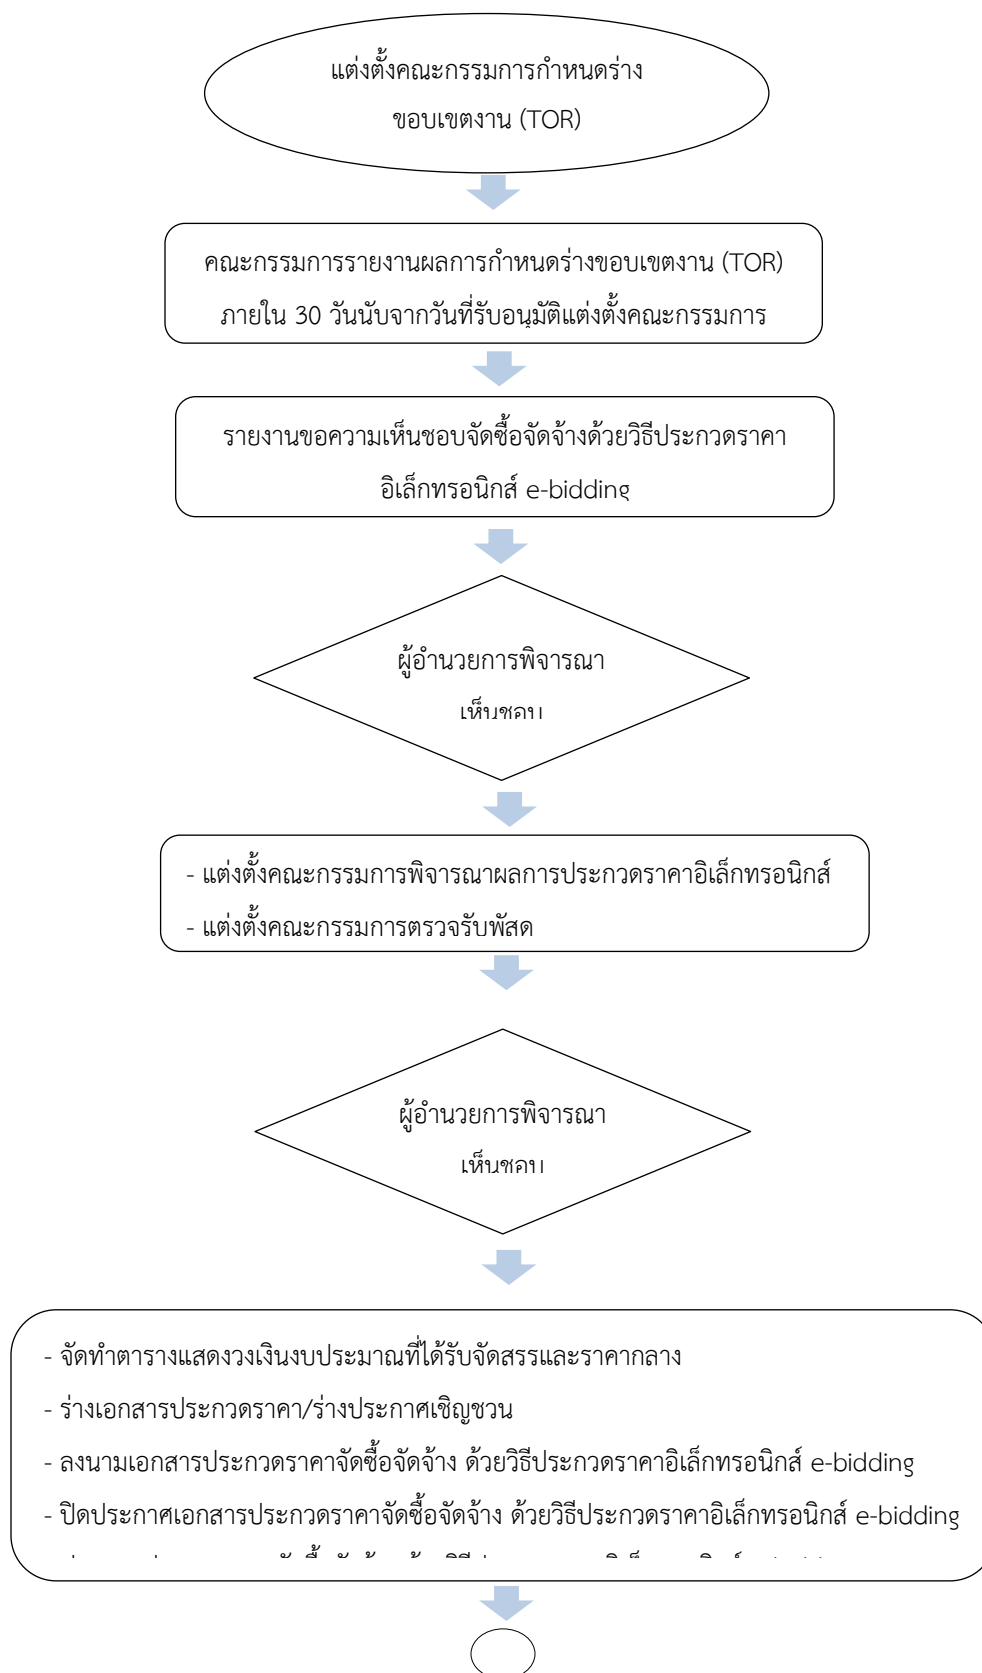 แต่งตั้งคณะกรรมการกำหนดร่าง
ขอบเขตงาน (TOR)
คณะกรรมการรายงานผลการกำหนดร่างขอบเขตงาน (TOR)
ภายใน 30 วันนับจากวันที่รับอนุมัติแต่งตั้งคณะกรรมการ
รายงานขอความเห็นชอบจัดซื้อจัดจ้างด้วยวิธีประกวดราคา
อิเล็กทรอนิกส์ e-bidding
ผู้อำนวยการพิจารณา
เห็นชอบ
- แต่งตั้งคณะกรรมการพิจารณาผลการประกวดราคาอิเล็กทรอนิกส์
- แต่งตั้งคณะกรรมการตรวจรับพัสดุ
ผู้อำนวยการพิจารณา
เห็นชอบ
- จัดทำตารางแสดงวงเงินงบประมาณที่ได้รับจัดสรรและราคากลาง
- ร่างเอกสารประกวดราคา/ร่างประกาศเชิญชวน
- ลงนามเอกสารประกวดราคาจัดซื้อจัดจ้าง ด้วยวิธีประกวดราคาอิเล็กทรอนิกส์ e-bidding
- ปิดประกาศเอกสารประกวดราคาจัดซื้อจัดจ้าง ด้วยวิธีประกวดราคาอิเล็กทรอนิกส์ e-bidding